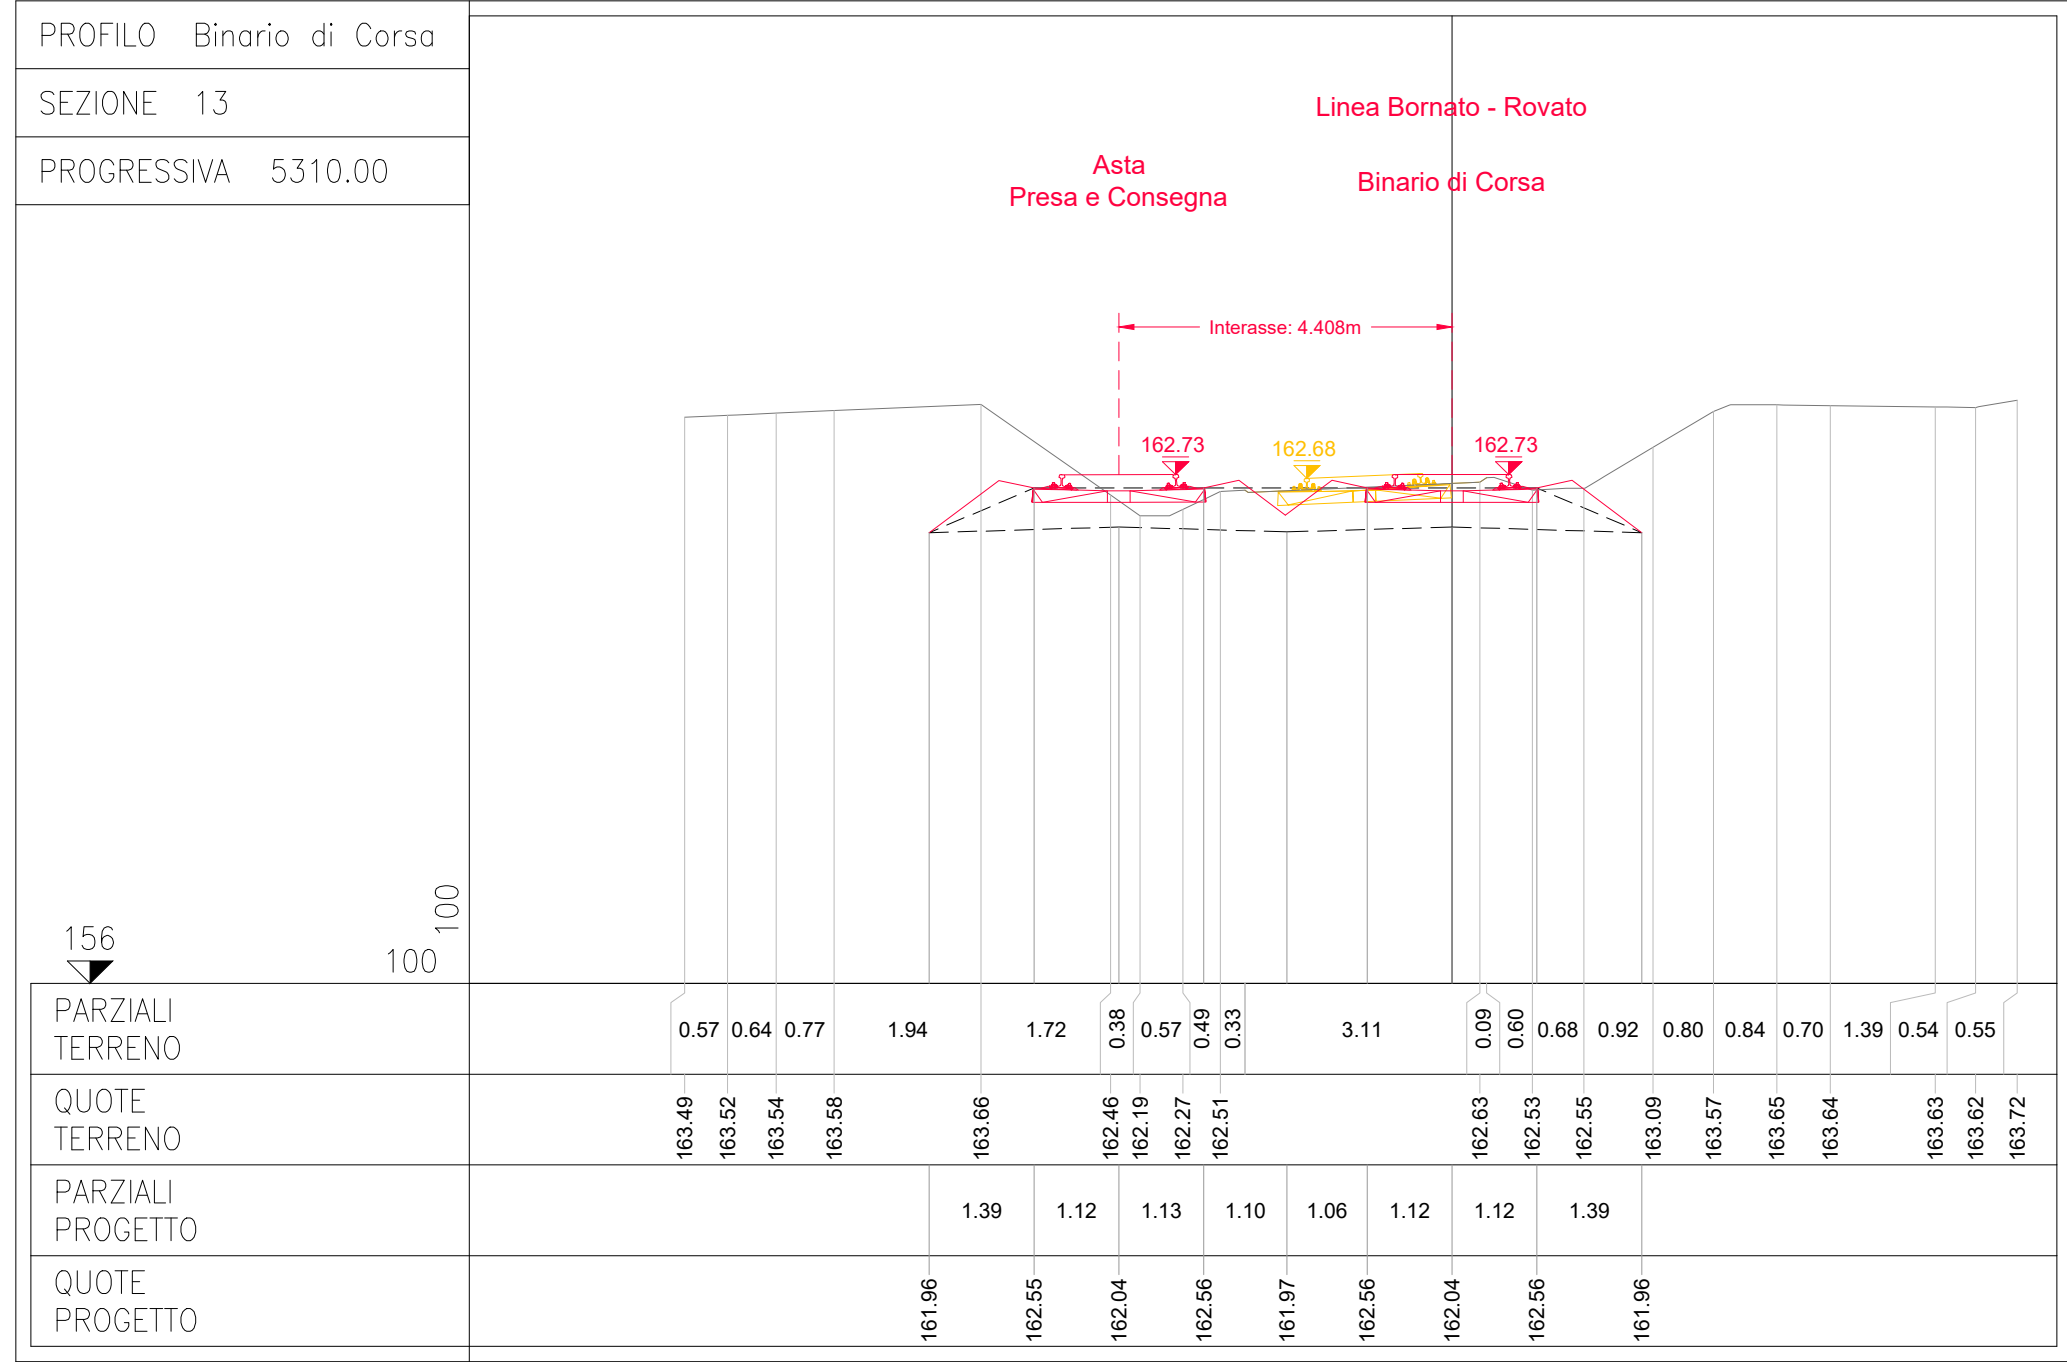 PROFILO Binario di Corsa
SEZIONE 13
PROGRESSIVA 5310.00
Linea Bornato - Rovato
Asta
Presa e Consegna
Binario di Corsa
Interasse: 4.408m
162.73
162.68
162.73
100
156
100
PARZIALI
TERRENO
0.57 0.64 0.77 1.94 1.72 0.38 0.57 0.49 0.33 3.11 0.09 0.60 0.68 0.92 0.80 0.84 0.70 1.39 0.54 0.55
QUOTE
TERRENO
163.49 163.52 163.54 163.58 163.66 162.46 162.19 162.27 162.51 162.63 162.53 162.55 163.09 163.57 163.65 163.64 163.63 163.62 163.72
PARZIALI
PROGETTO
1.39 1.12 1.13 1.10 1.06 1.12 1.12 1.39
QUOTE
PROGETTO
161.96 162.55 162.04 162.56 161.97 162.56 162.04 162.56 161.96